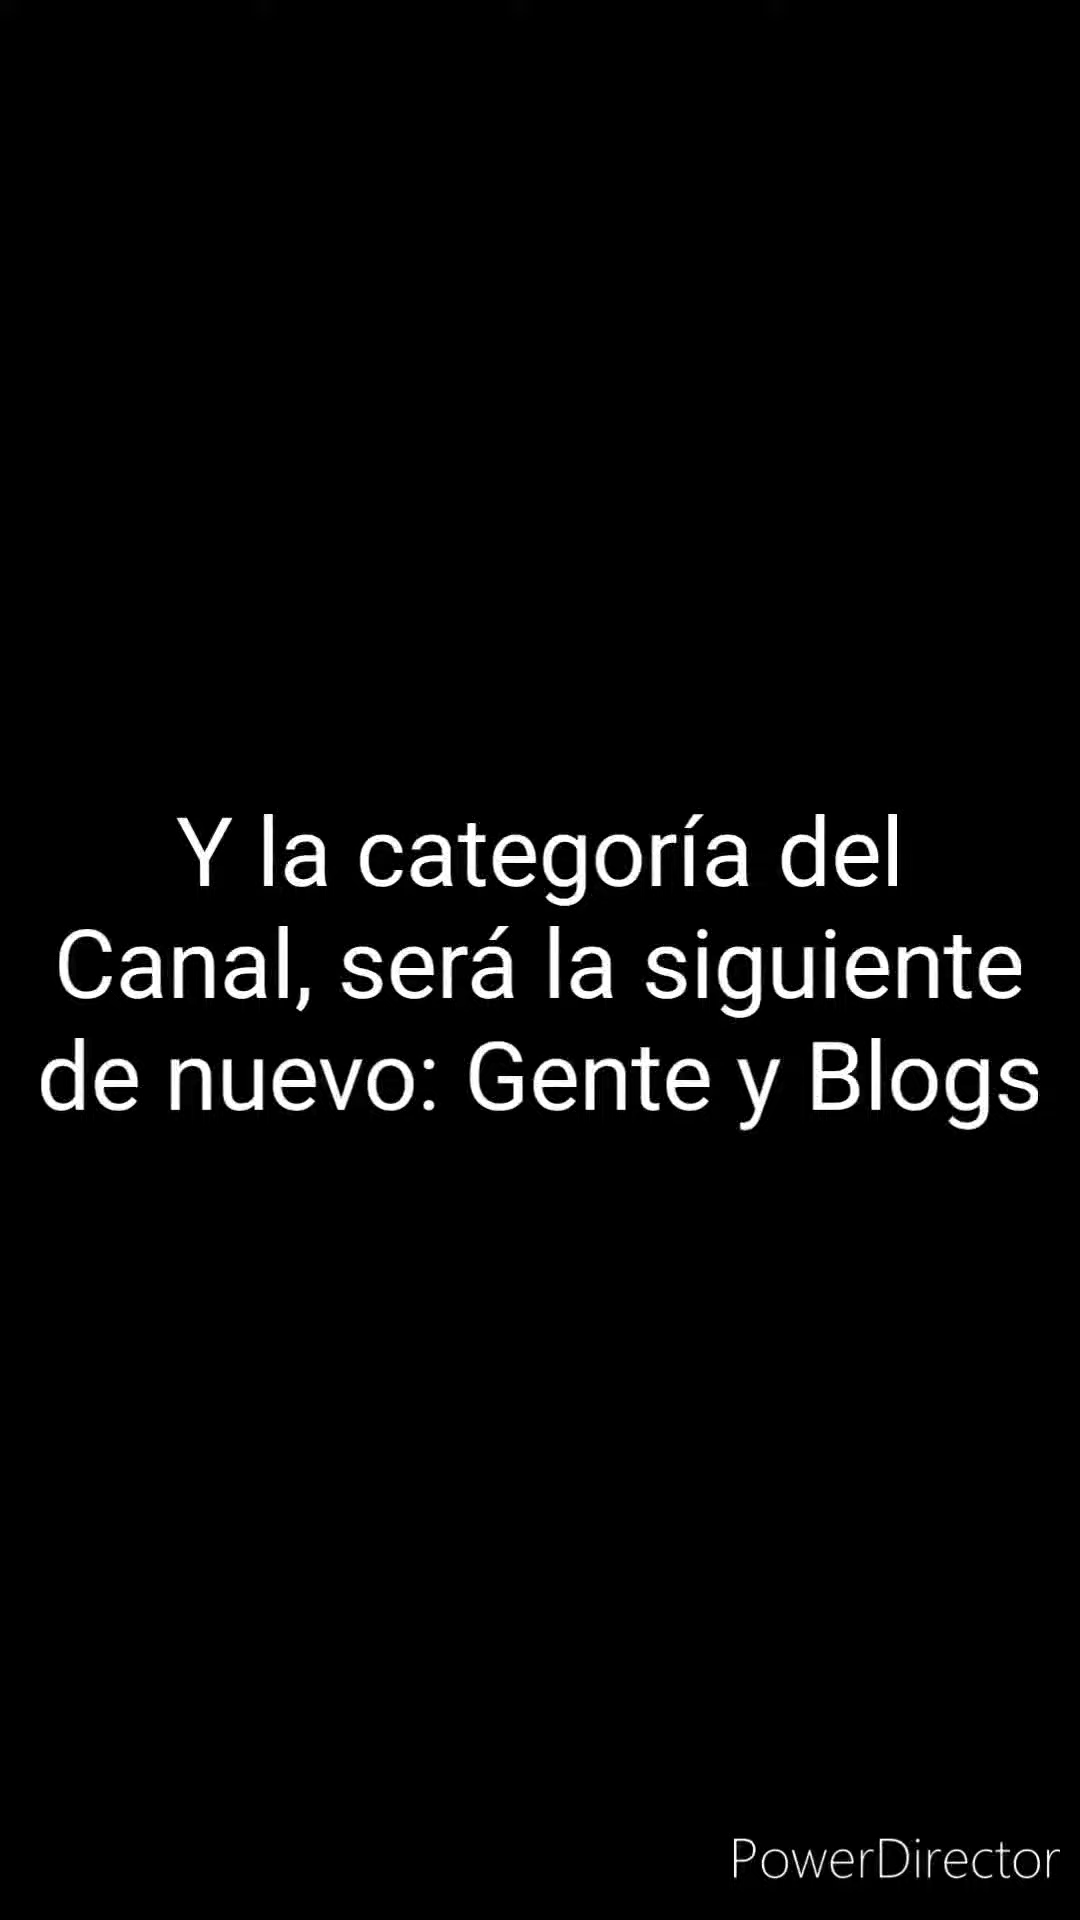 Y la categoría del
Canal, será la siguiente
de nuevo: Gente y Blogs
PowerDirector